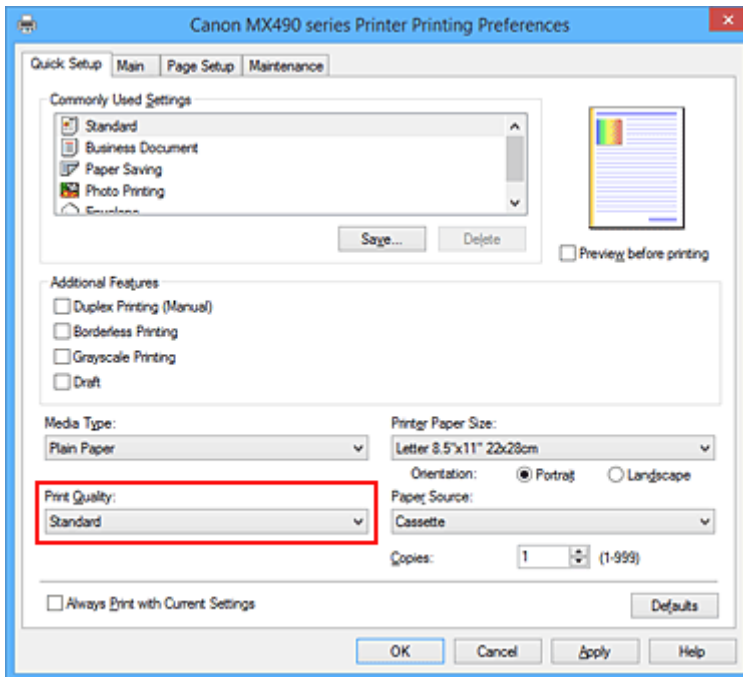 Canon MX490 series Printer Printing Preferences
Quick Setup Main Page Setup Maintenance
Commonly Used Settings
Standard
Business Document
Paper Saving
Photo Printing
Envelope
Save... Delete
Preview before printing
Additional Features
Duplex Printing (Manual)
Borderless Printing
Grayscale Printing
Draft
Media Type: Printer Paper Size:
Plain Paper Letter 8.5"x11" 22x28cm
Orientation: Portrait Landscape
Print Quality: Paper Source:
Standard Cassette
Copies: 1 (1-999)
Always Print with Current Settings Defaults
OK Cancel Apply Help